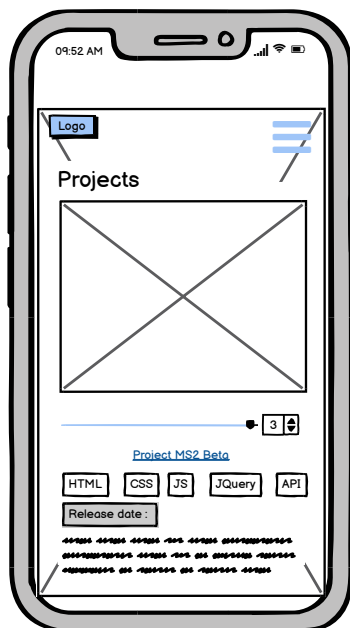 09:52 AM
Logo
Projects
3
Project MS2 Beta
HTML CSS JS JQuery API
Release date :